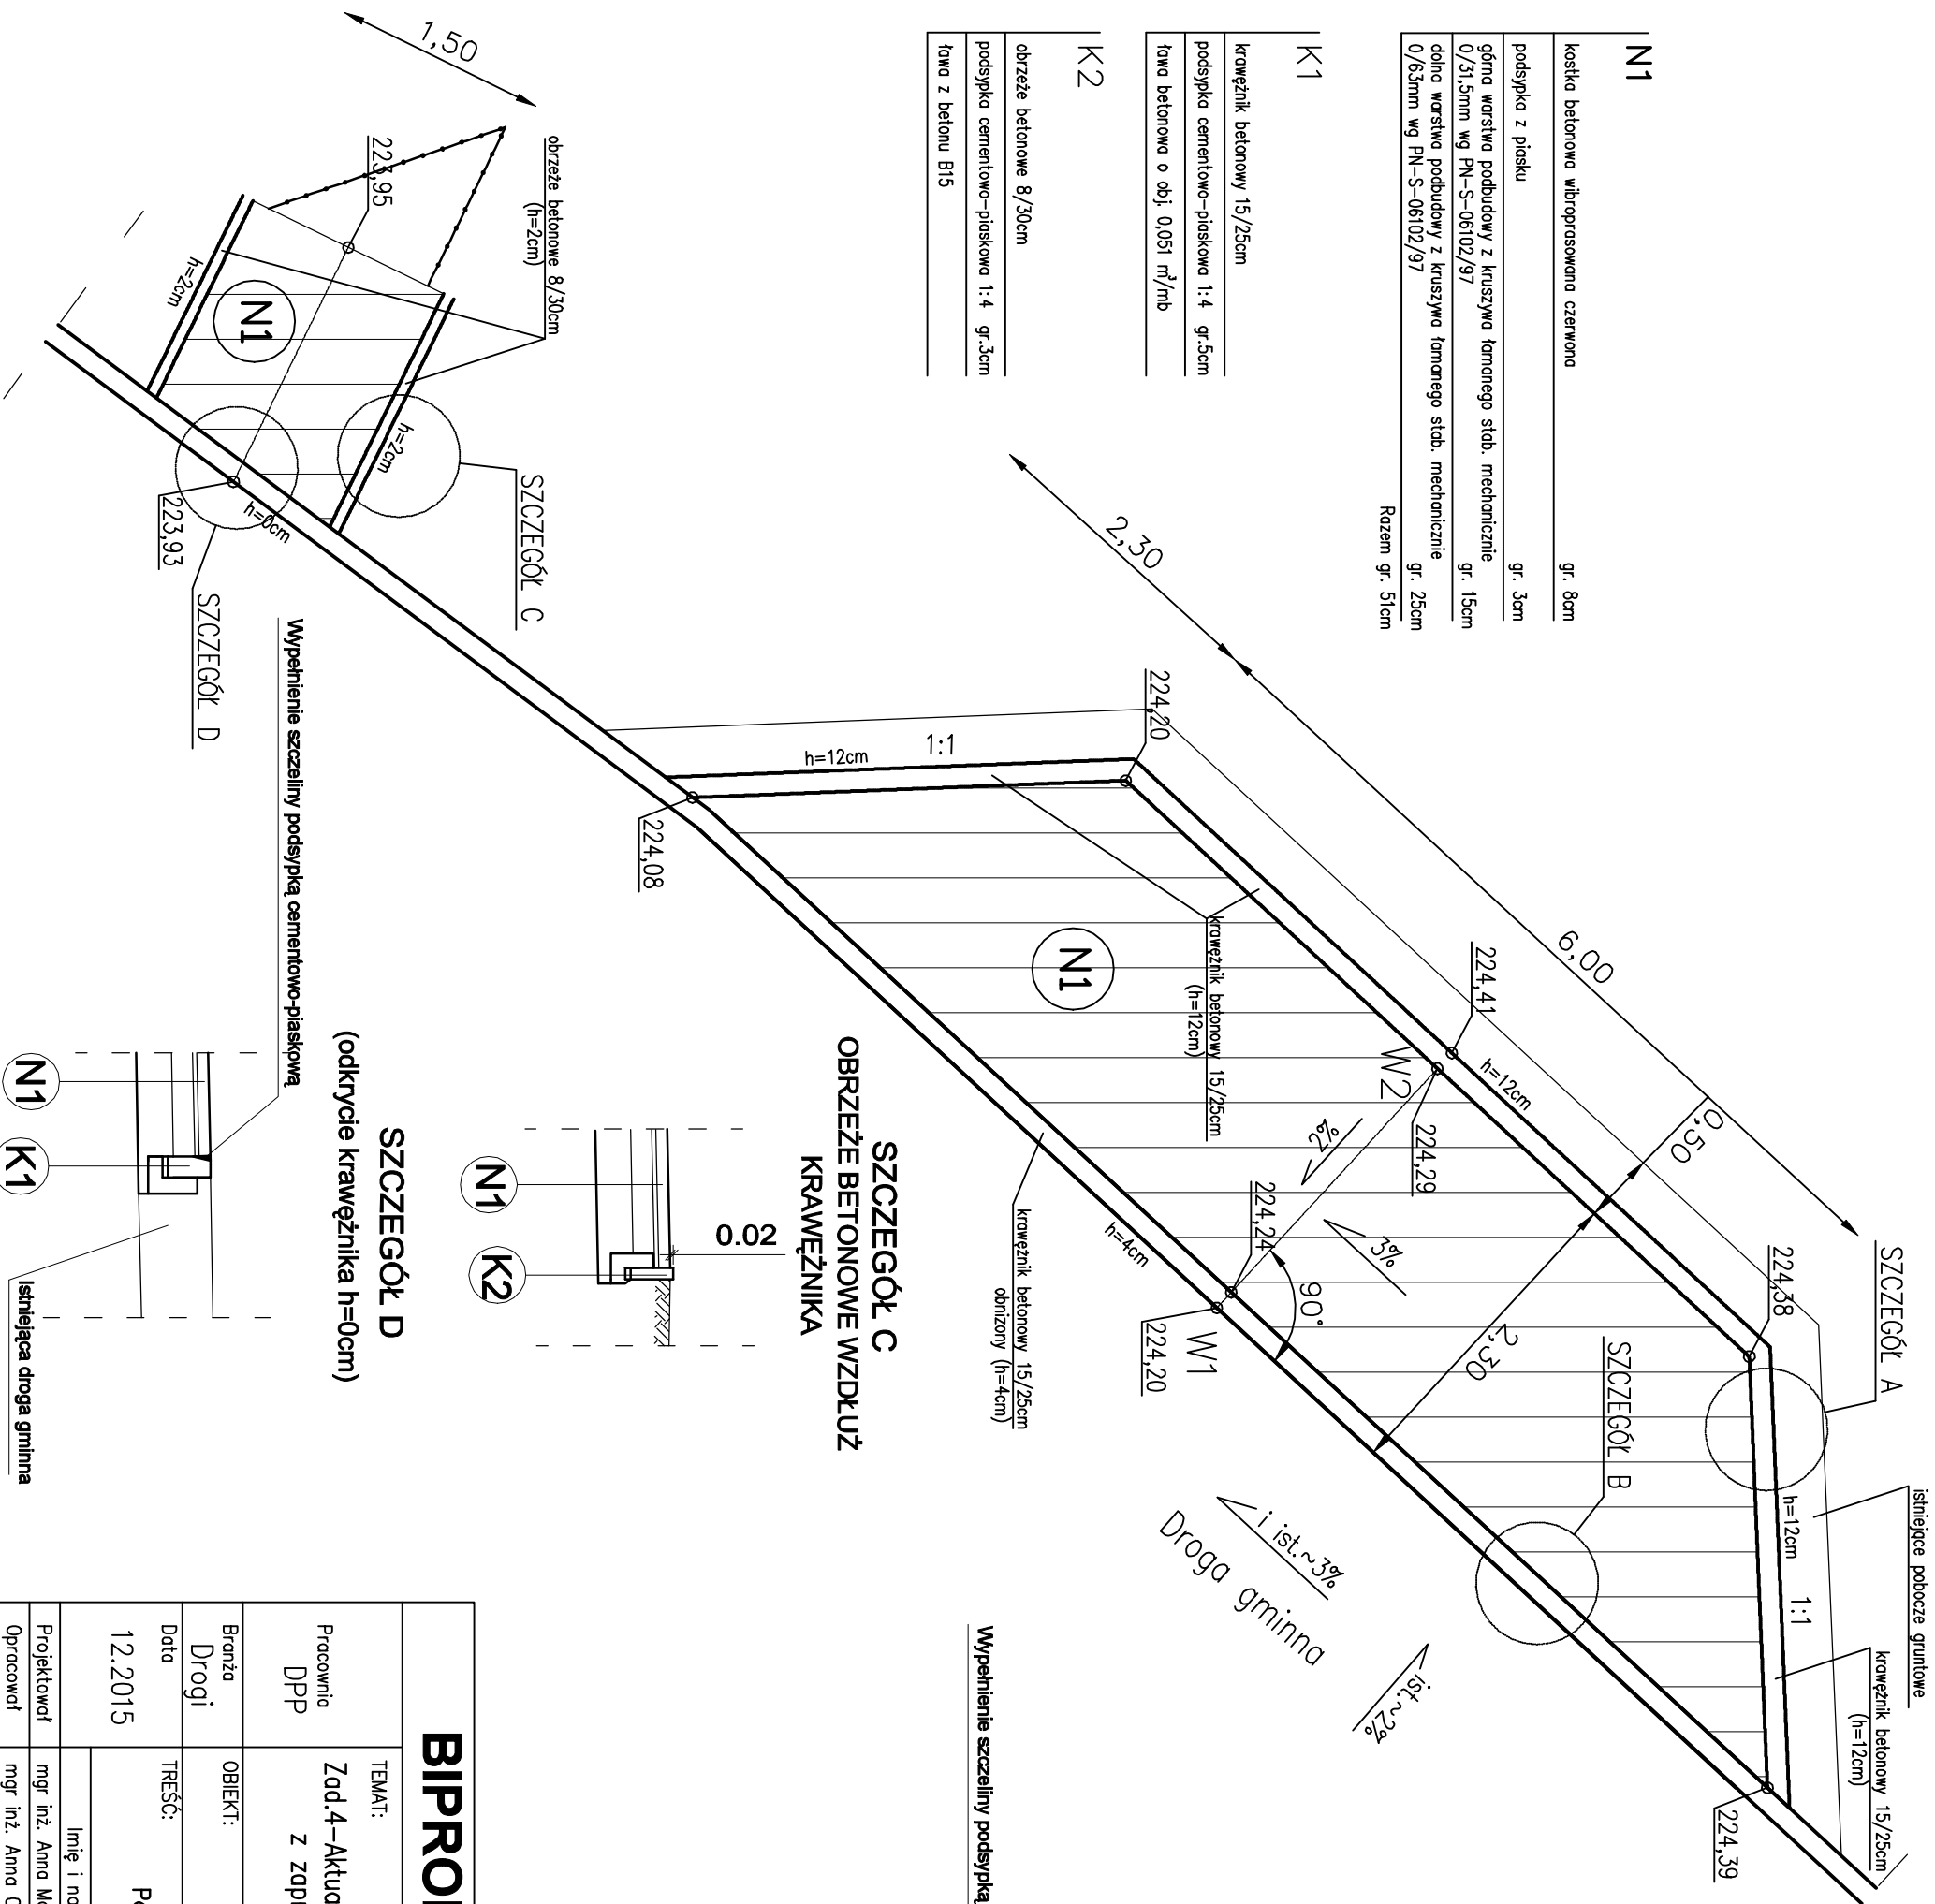 N1
kostka betonowa wibroprasowana czerwona gr. 8cm
podsypka z piasku gr. 3cm
górna warstwa podbudowy z kruszywa łamanego stab. mechanicznie
0/31,5mm wg PN-S-06102/97 gr. 15cm
dolna warstwa podbudowy z kruszywa łamanego stab. mechanicznie
0/63mm wg PN-S-06102/97 gr. 25cm
Razem gr. 51cm
K1
krawężnik betonowy 15/25cm
podsypka cementowo-piaskowa 1:4 gr.5cm
ława betonowa o obj. 0,051 m³/mb
K2
obrzeże betonowe 8/30cm
podsypka cementowo-piaskowa 1:4 gr.3cm
ława z betonu B15
1,50
2,30
6,00
0,50
2,30
SZCZEGÓŁ A
istniejące pobocze gruntowe
krawężnik betonowy 15/25cm
(h=12cm)
h=12cm
1:1
224,38
224,39
SZCZEGÓŁ B
224,41
h=12cm
W2
224,29
2%
3%
224,24
90°
W1
224,20
h=4cm
224,20
1:1
h=12cm
krawężnik betonowy 15/25cm
(h=12cm)
N1
224,08
krawężnik betonowy 15/25cm
obniżony (h=4cm)
i ist.~3%
Droga gminna
ist.~2%
obrzeże betonowe 8/30cm
(h=2cm)
223,95
h=2cm
N1
h=2cm
SZCZEGÓŁ C
h=0cm
223,93
SZCZEGÓŁ D
SZCZEGÓŁ C
OBRZEŻE BETONOWE WZDŁUŻ
KRAWĘŻNIKA
0.02
N1
K2
SZCZEGÓŁ D
(odkrycie krawężnika h=0cm)
Wypełnienie szczeliny podsypką cementowo-piaskową
N1
K1
Istniejąca droga gminna
Wypełnienie szczeliny podsypką
Pracownia
DPP
TEMAT:
Zad.4-Aktua
z zap
Branża
Drogi
OBIEKT:
Data
12.2015
TREŚĆ:
Imię i na
Projektował mgr inż. Anna
Opracował mgr inż. Anna